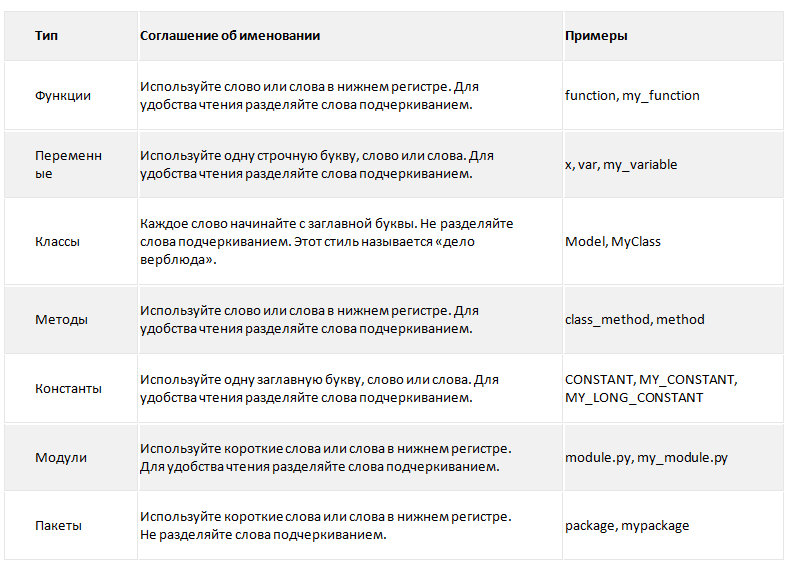 Тип Соглашение об именовании Примеры
Функции Используйте слово или слова в нижнем регистре. Для
удобства чтения разделяйте слова подчеркиванием. function, my_function
Переменн
ые Используйте одну строчную букву, слово или слова. Для
удобства чтения разделяйте слова подчеркиванием. x, var, my_variable
Классы Каждое слово начинайте с заглавной буквы. Не разделяйте
слова подчеркиванием. Этот стиль называется «дело
верблюда». Model, MyClass
Методы Используйте слово или слова в нижнем регистре. Для
удобства чтения разделяйте слова подчеркиванием. class_method, method
Константы Используйте одну заглавную букву, слово или слова. Для
удобства чтения разделяйте слова подчеркиванием. CONSTANT, MY_CONSTANT,
MY_LONG_CONSTANT
Модули Используйте короткие слова или слова в нижнем регистре.
Для удобства чтения разделяйте слова подчеркиванием. module.py, my_module.py
Пакеты Используйте короткие слова или слова в нижнем регистре.
Не разделяйте слова подчеркиванием. package, mypackage